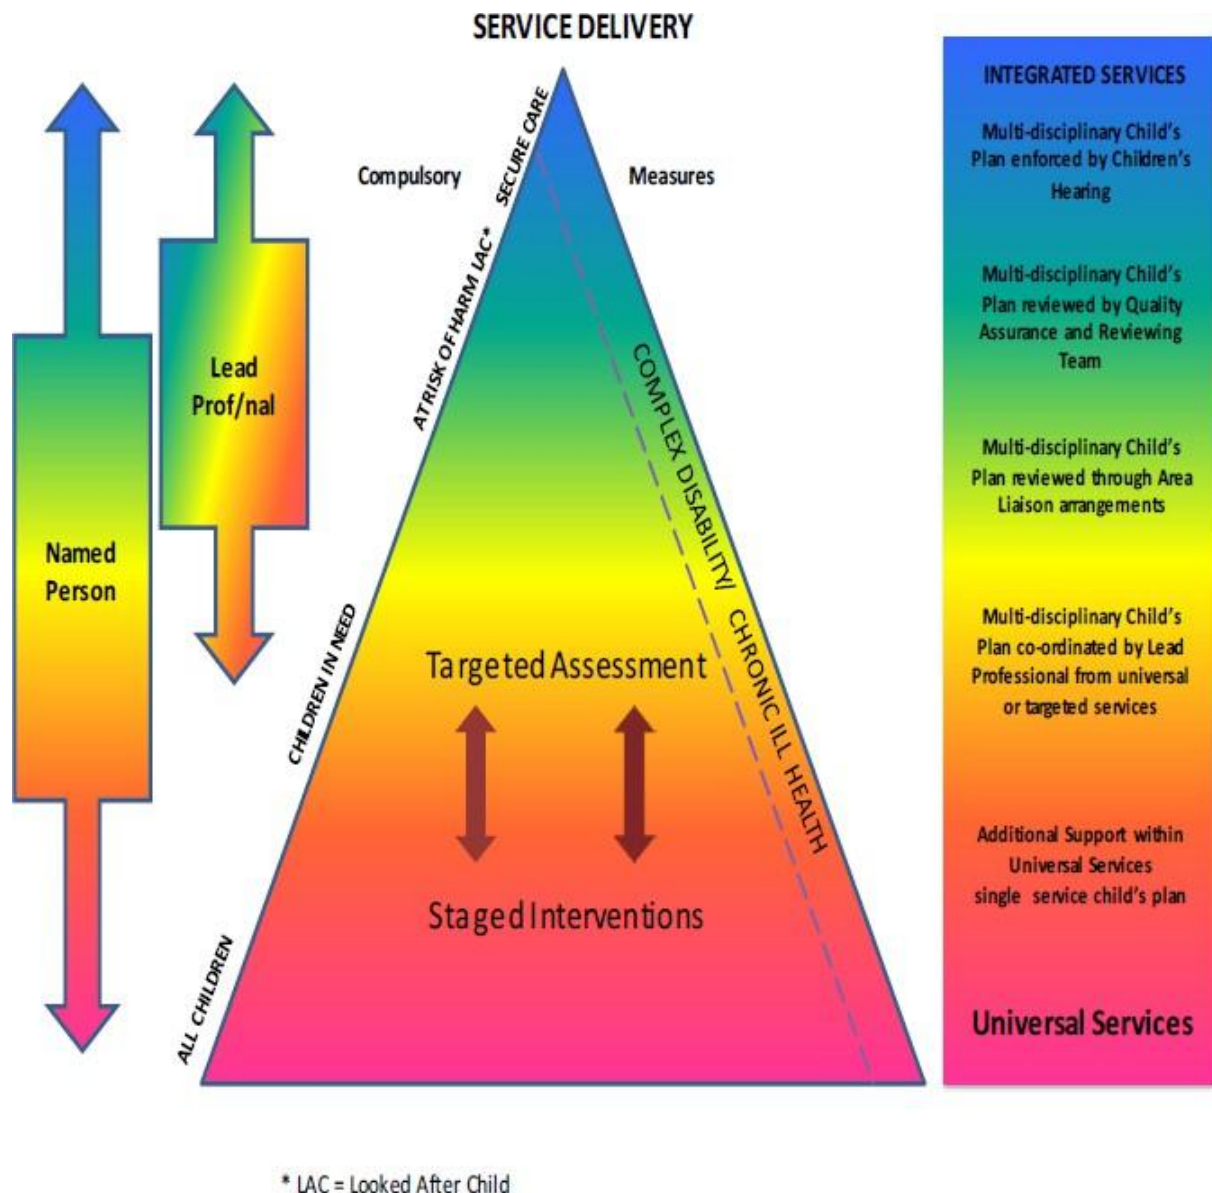 SERVICE DELIVERY
Named
Person
Lead
Prof/nal
Compulsory
Measures
SECURE CARE
AT RISK OF HARM LAC*
CHILDREN IN NEED
ALL CHILDREN
COMPLEX DISABILITY/ CHRONIC ILL HEALTH
Targeted Assessment
Staged Interventions
INTEGRATED SERVICES
Multi-disciplinary Child's
Plan enforced by Children's
Hearing
Multi-disciplinary Child's
Plan reviewed by Quality
Assurance and Reviewing
Team
Multi-disciplinary Child's
Plan reviewed through Area
Liaison arrangements
Multi-disciplinary Child's
Plan co-ordinated by Lead
Professional from universal
or targeted services
Additional Support within
Universal Services
single service child's plan
Universal Services
* LAC = Looked After Child